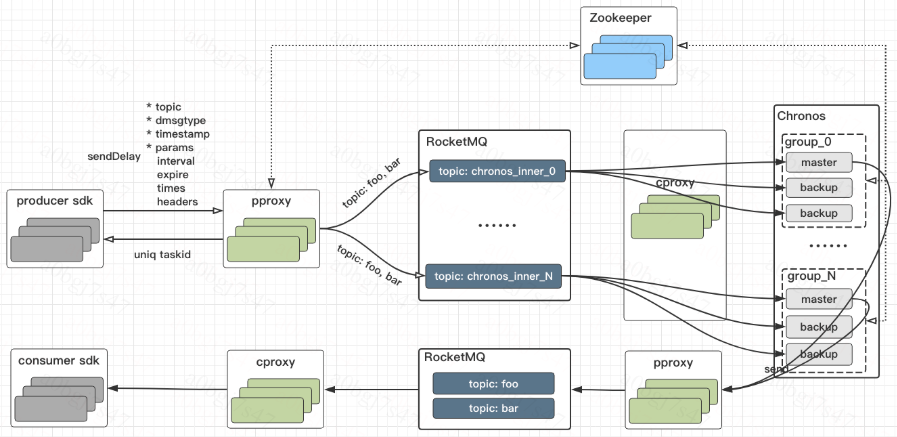 Zookeeper
* topic
* dmsgtype
* timestamp
* params
interval
expire
times
headers
sendDelay
producer sdk
uniq taskid
pproxy
topic: foo, bar
topic: foo, bar
RocketMQ
topic: chronos_inner_0
......
topic: chronos_inner_N
cproxy
Chronos
group_0
master
backup
backup
......
group_N
master
backup
backup
send
consumer sdk
cproxy
RocketMQ
topic: foo
topic: bar
pproxy